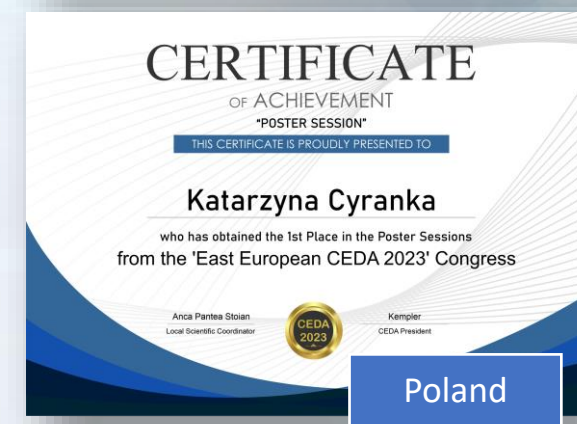 CERTIFICATE
OF ACHIEVEMENT
"POSTER SESSION"
THIS CERTIFICATE IS PROUDLY PRESENTED TO
Katarzyna Cyranka
who has obtained the 1st Place in the Poster Sessions
from the 'East European CEDA 2023' Congress
Anca Pantea Stoian
Local Scientific Coordinator
CEDA
2023
Kempler
CEDA President
Poland